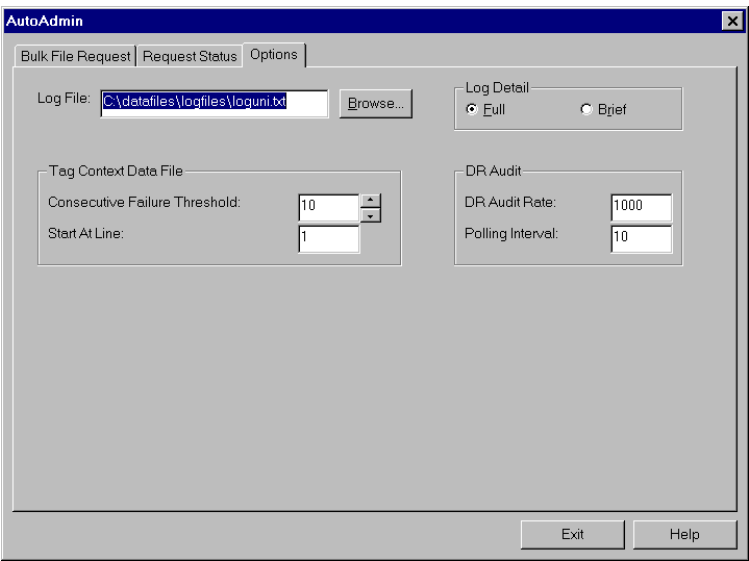 AutoAdmin
Bulk File Request Request Status Options
Log File: C:\datafiles\logfiles\loguni.txt Browse...
Log Detail
Full Brief
Tag Context Data File
Consecutive Failure Threshold: 10
Start At Line: 1
DR Audit
DR Audit Rate: 1000
Polling Interval: 10
Exit Help